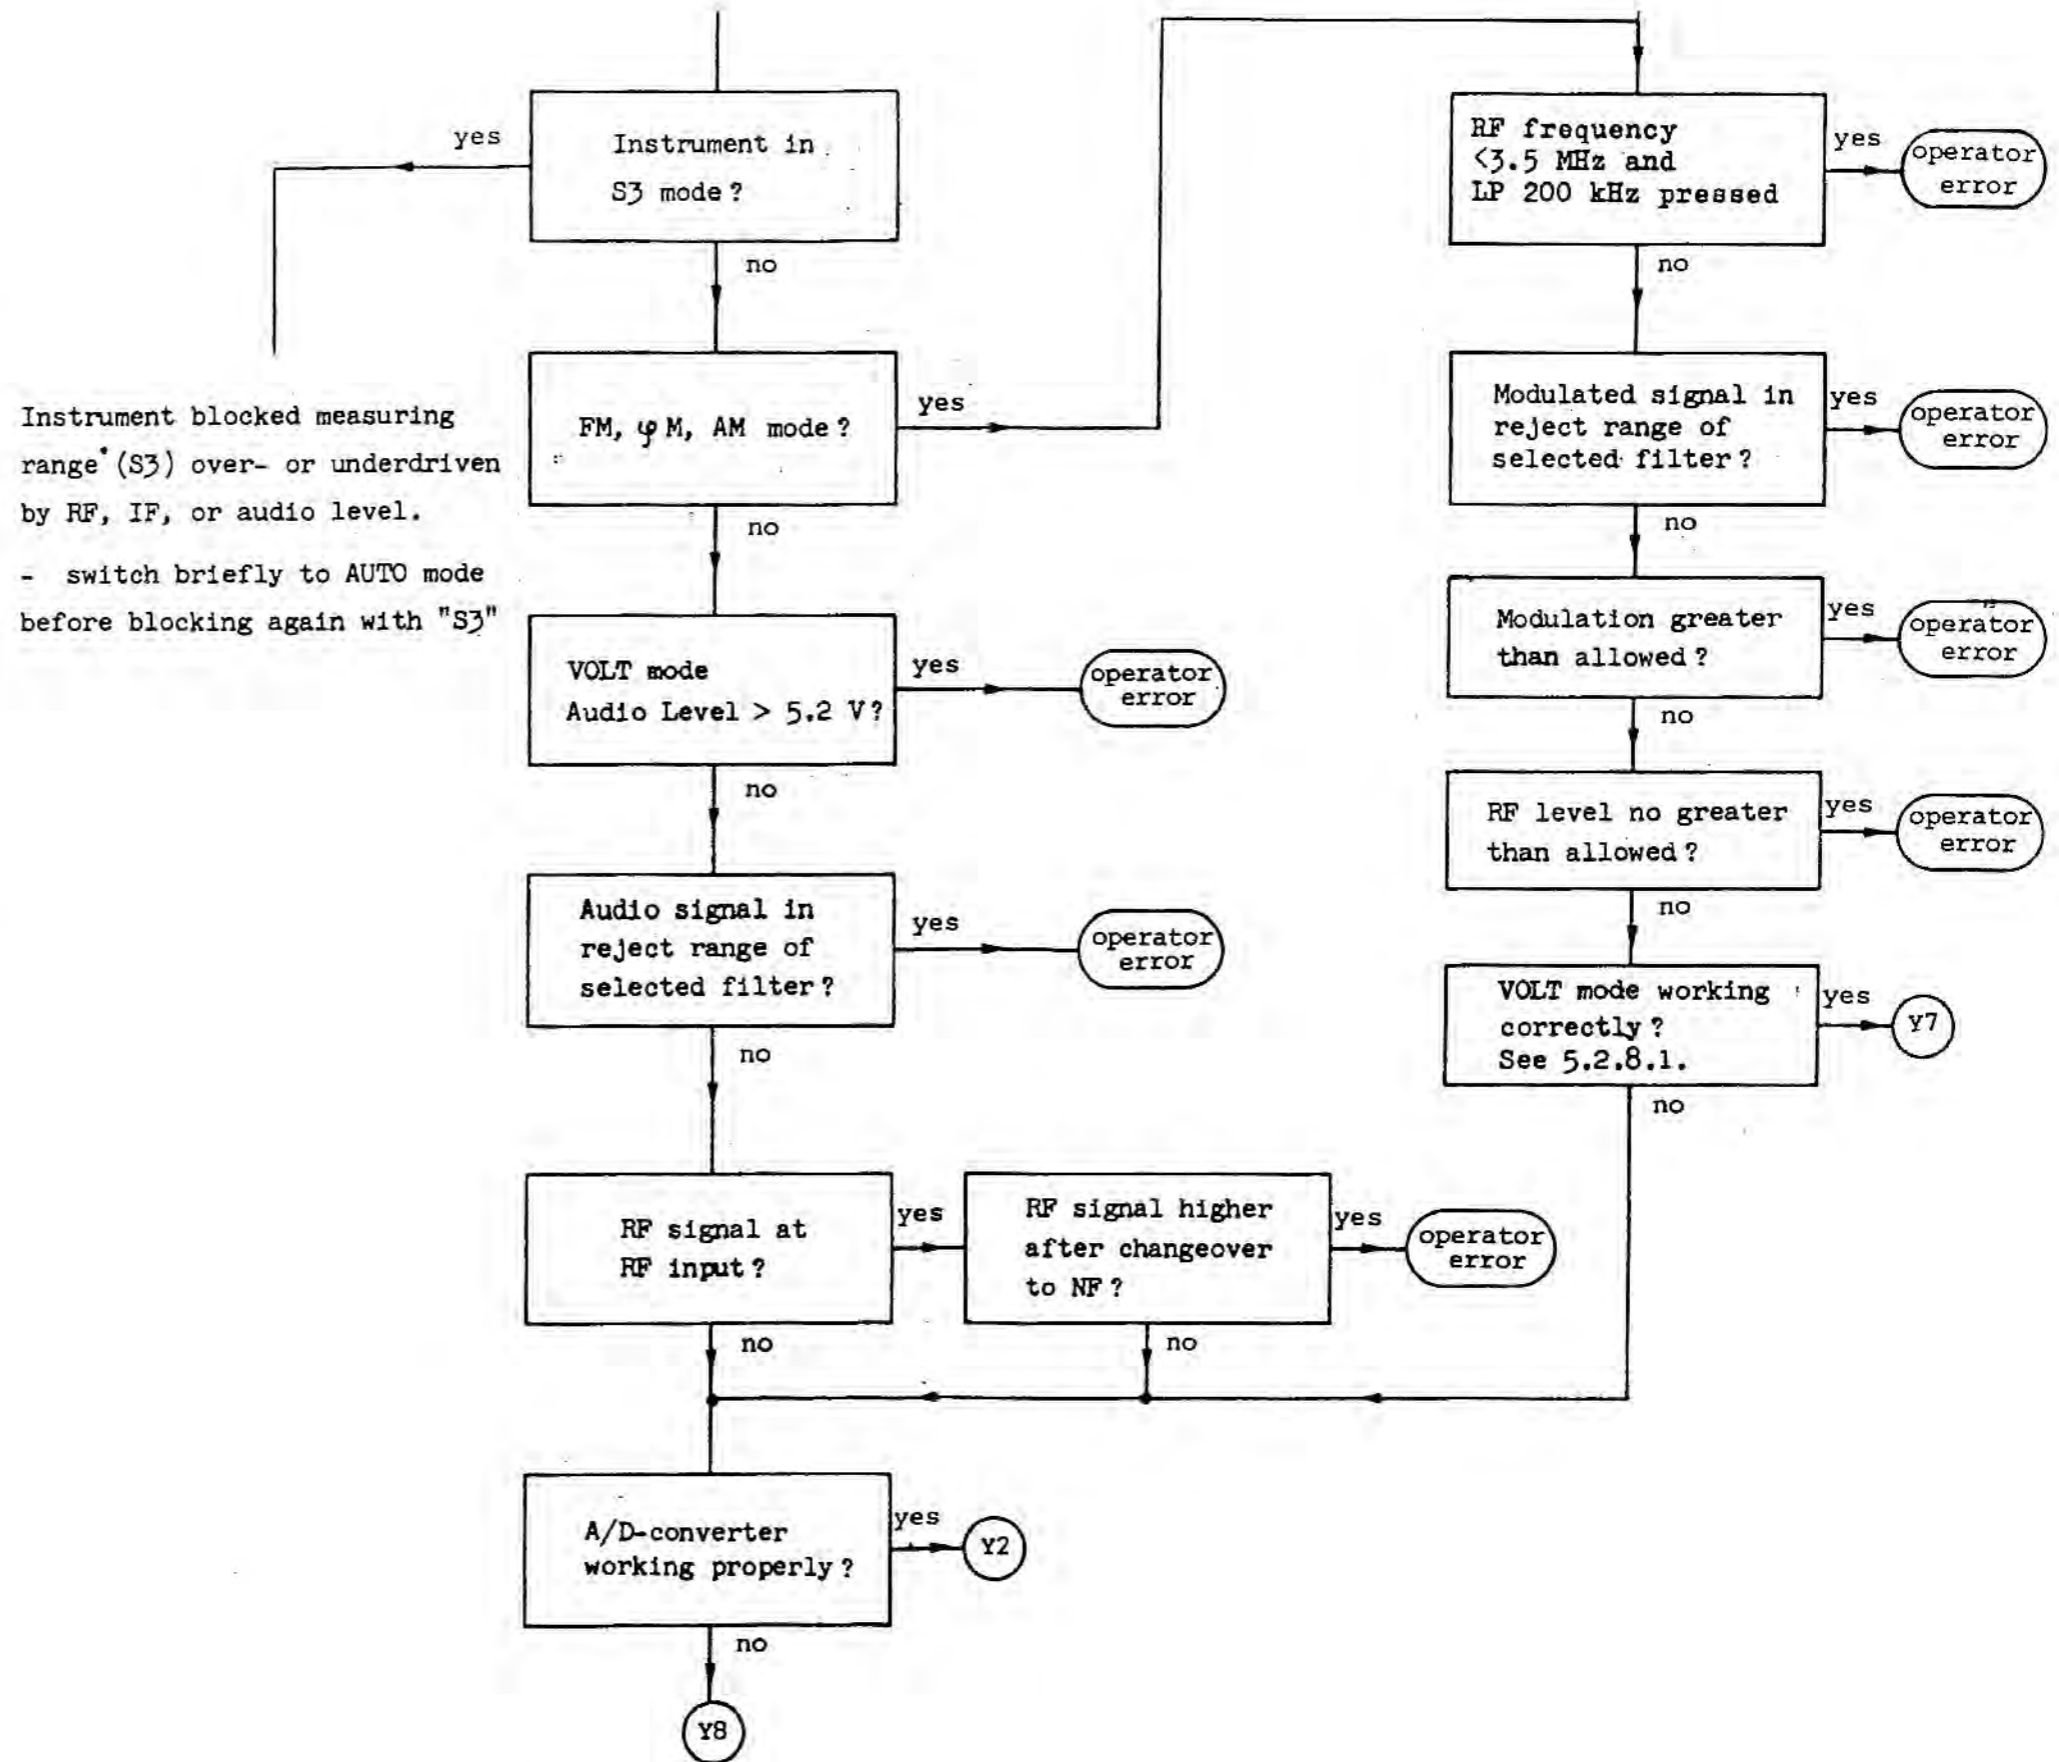 yes
Instrument in
S3 mode?
no
Instrument blocked measuring
range (S3) over- or underdriven
by RF, IF, or audio level.
- switch briefly to AUTO mode
before blocking again with "S3"
FM, φM, AM mode?
yes
no
VOLT mode
Audio Level > 5.2 V?
yes
operator
error
no
Audio signal in
reject range of
selected filter?
yes
operator
error
no
RF signal at
RF input?
yes
RF signal higher
after changeover
to NF?
yes
operator
error
no
no
A/D-converter
working properly?
yes
Y2
no
Y8
RF frequency
<3.5 MHz and
LP 200 kHz pressed
yes
operator
error
no
Modulated signal in
reject range of
selected filter?
yes
operator
error
no
Modulation greater
than allowed?
yes
operator
error
no
RF level no greater
than allowed?
yes
operator
error
no
VOLT mode working
correctly?
See 5.2.8.1.
yes
Y7
no